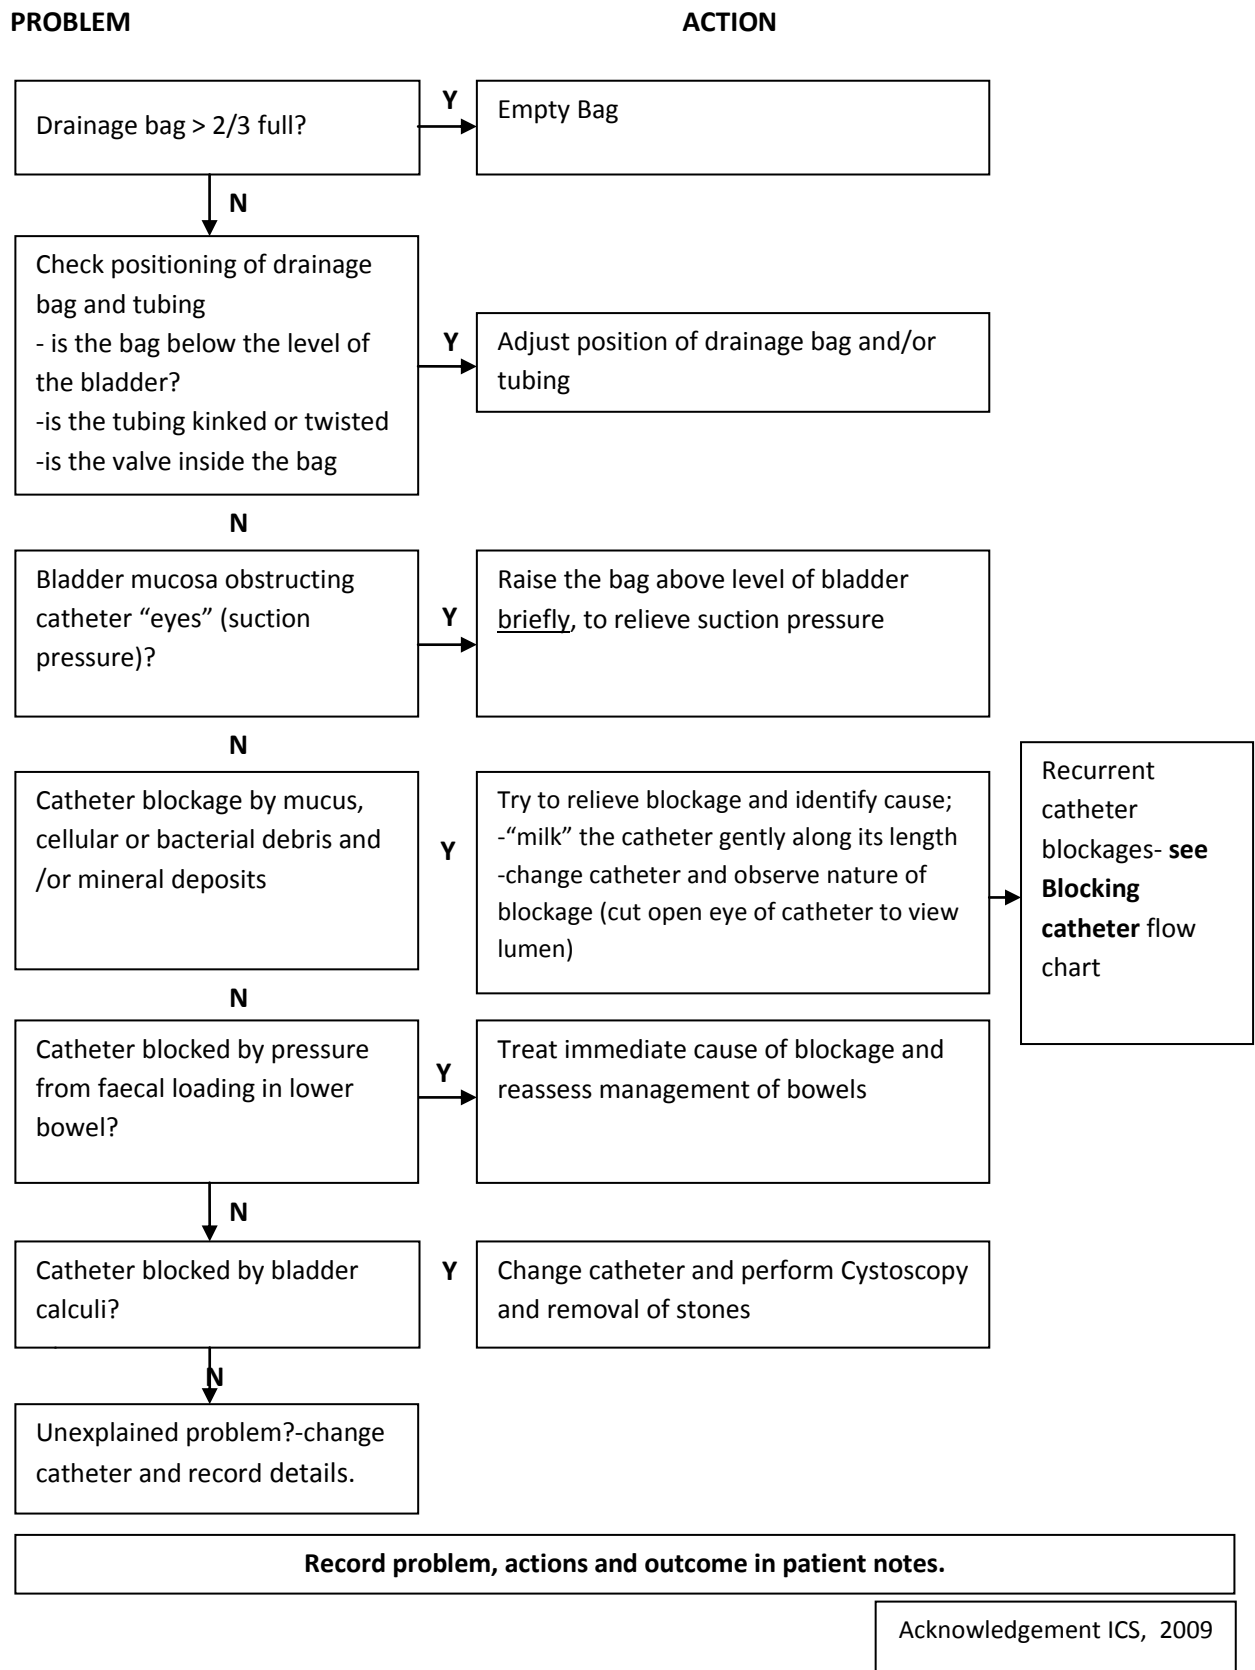 PROBLEM
ACTION
Drainage bag > 2/3 full?
Y
Empty Bag
N
Check positioning of drainage
bag and tubing
- is the bag below the level of
the bladder?
-is the tubing kinked or twisted
-is the valve inside the bag
Y
Adjust position of drainage bag and/or
tubing
N
Bladder mucosa obstructing
catheter “eyes” (suction
pressure)?
Y
Raise the bag above level of bladder
briefly, to relieve suction pressure
N
Catheter blockage by mucus,
cellular or bacterial debris and
/or mineral deposits
Y
Try to relieve blockage and identify cause;
-“milk” the catheter gently along its length
-change catheter and observe nature of
blockage (cut open eye of catheter to view
lumen)
Recurrent
catheter
blockages- see
Blocking
catheter flow
chart
N
Catheter blocked by pressure
from faecal loading in lower
bowel?
Y
Treat immediate cause of blockage and
reassess management of bowels
N
Catheter blocked by bladder
calculi?
Y
Change catheter and perform Cystoscopy
and removal of stones
N
Unexplained problem?-change
catheter and record details.
Record problem, actions and outcome in patient notes.
Acknowledgement ICS, 2009